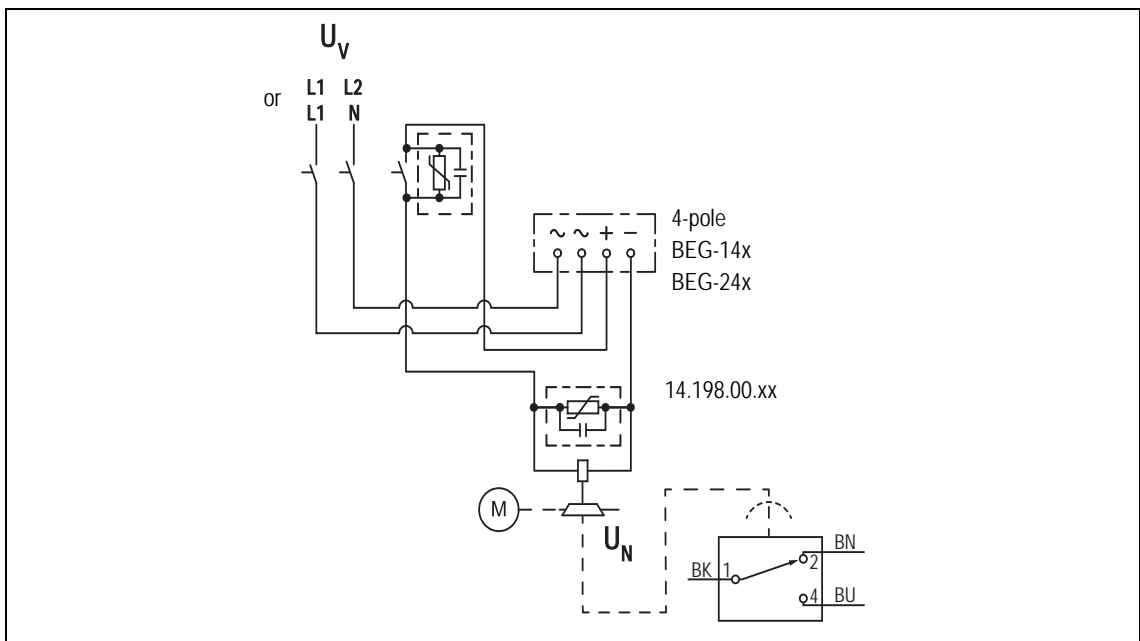 U_V
or L1 L2
L1 N
4-pole
BEG-14x
BEG-24x
∼ ∼ + −
14.198.00.xx
M
U_N
BK 1
2 BN
4 BU